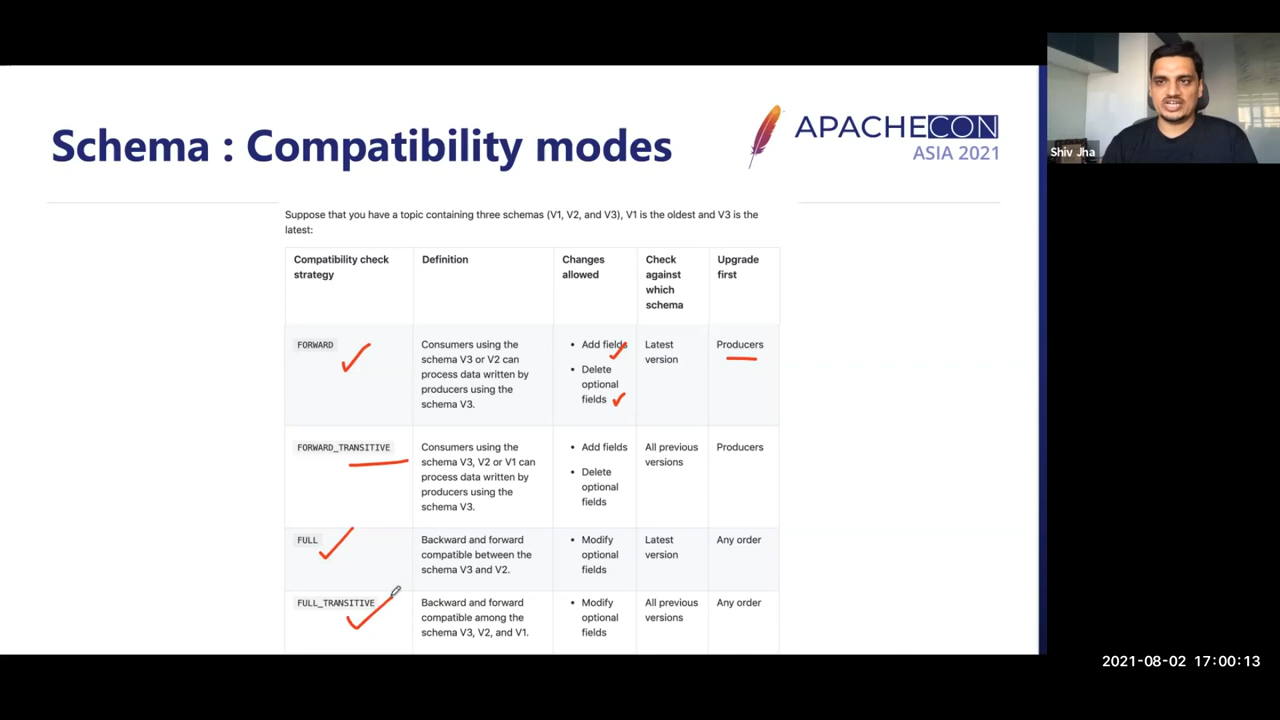 Schema : Compatibility modes
APACHECON
ASIA 2021
Shiv Jha
Suppose that you have a topic containing three schemas (V1, V2, and V3), V1 is the oldest and V3 is the
latest:
Compatibility check
strategy
Definition
Changes
allowed
Check
against
which
schema
Upgrade
first
FORWARD
Consumers using the
schema V3 or V2 can
process data written by
producers using the
schema V3.
• Add fields
• Delete
optional
fields
Latest
version
Producers
FORWARD_TRANSITIVE
Consumers using the
schema V3, V2 or V1 can
process data written by
producers using the
schema V3.
• Add fields
• Delete
optional
fields
All previous
versions
Producers
FULL
Backward and forward
compatible between the
schema V3 and V2.
• Modify
optional
fields
Latest
version
Any order
FULL_TRANSITIVE
Backward and forward
compatible among the
schema V3, V2, and V1.
• Modify
optional
fields
All previous
versions
Any order
2021-08-02 17:00:13